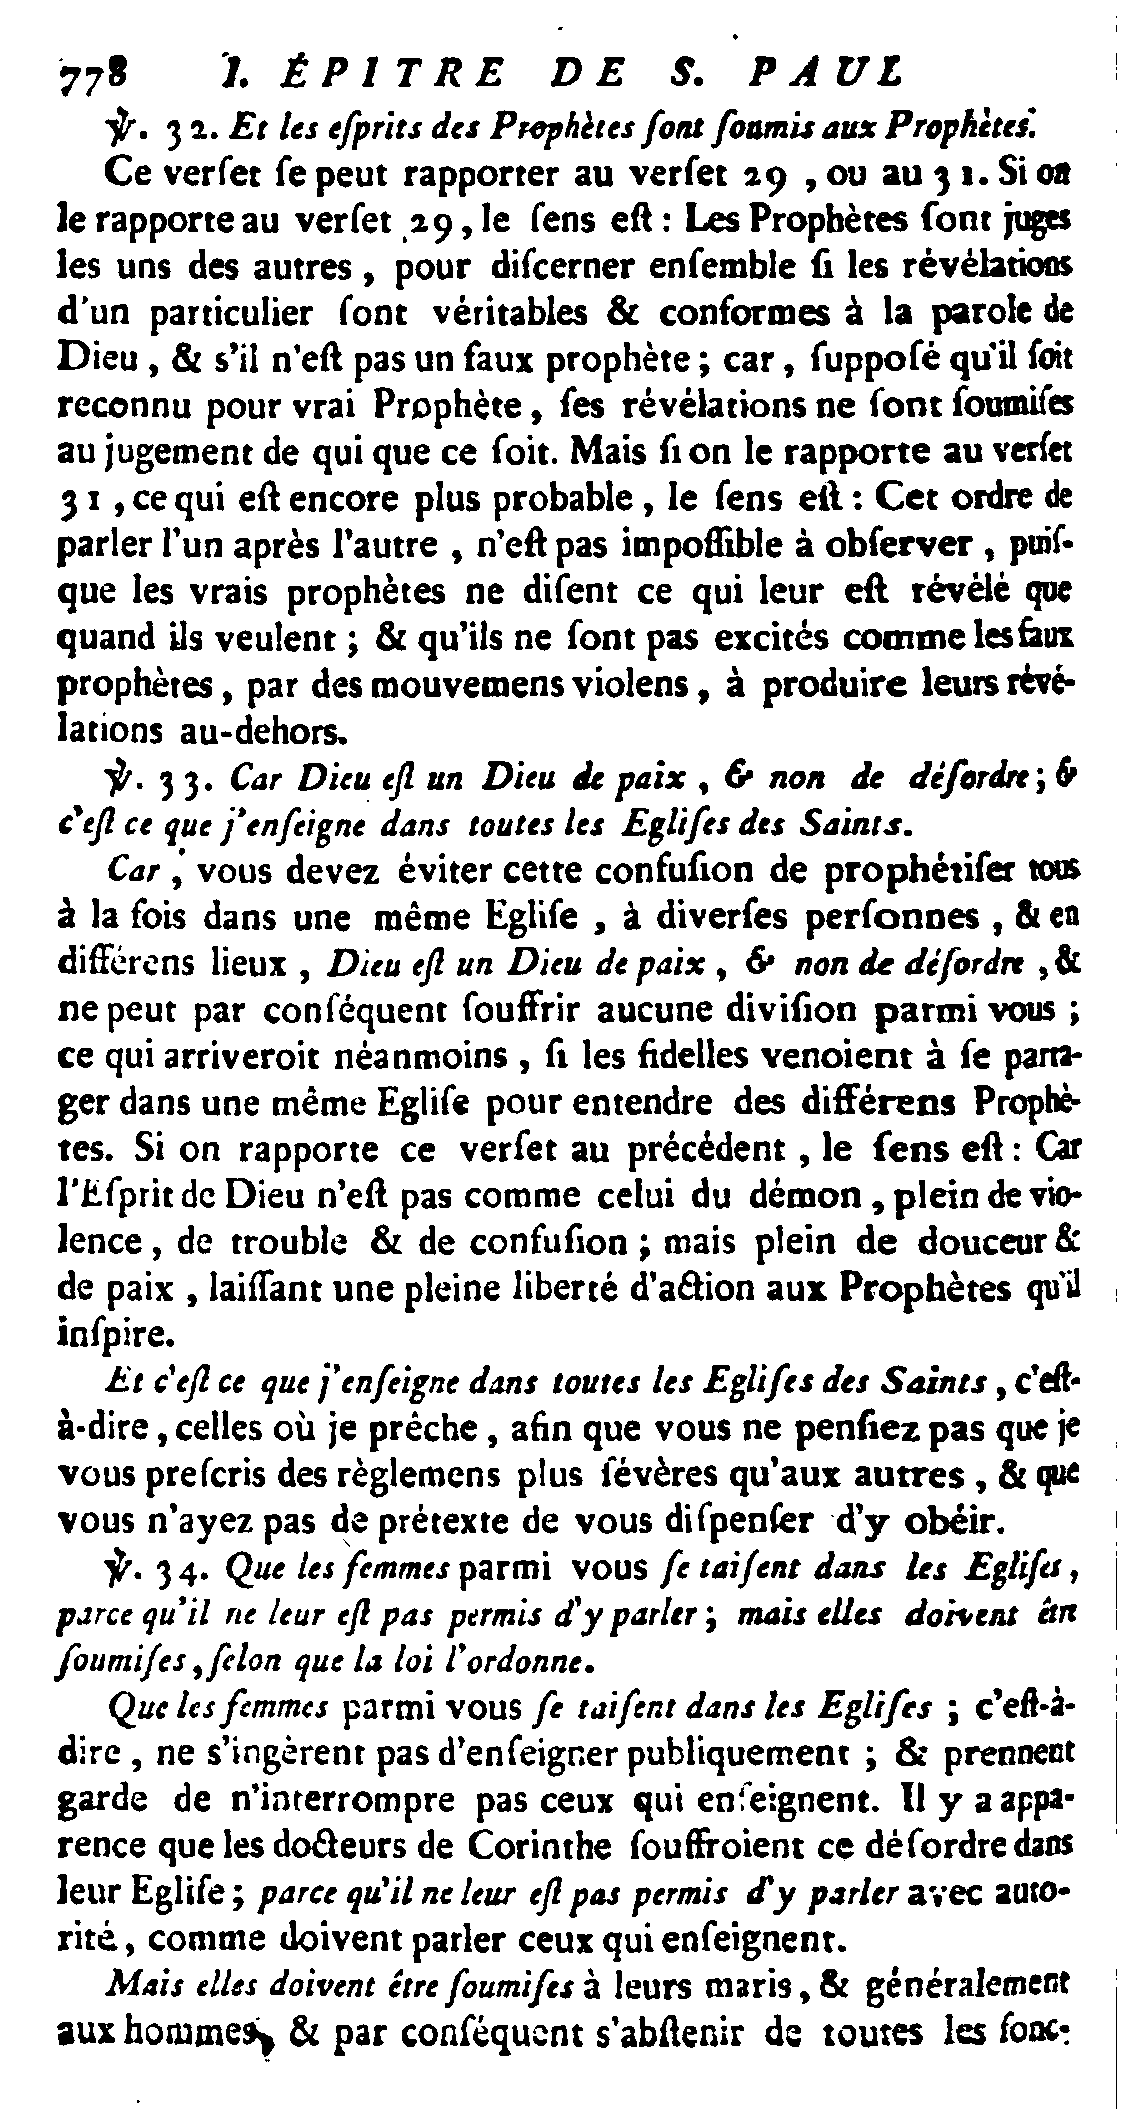 778 I. ÉPITRE DE S. PAUL
℣. 32. Et les eſprits des Prophètes ſont ſoumis aux Prophètes.
Ce verſet ſe peut rapporter au verſet 29 , ou au 31. Si on
le rapporte au verſet 29 , le ſens eſt : Les Prophètes ſont juges
les uns des autres , pour diſcerner enſemble ſi les révélations
d'un particulier ſont véritables & conformes à la parole de
Dieu , & s'il n'eſt pas un faux prophète ; car , ſuppoſé qu'il ſoit
reconnu pour vrai Prophète , ſes révélations ne ſont ſoumiſes
au jugement de qui que ce ſoit. Mais ſi on le rapporte au verſet
31 , ce qui eſt encore plus probable , le ſens eſt : Cet ordre de
parler l'un après l'autre , n'eſt pas impoſſible à obſerver , puiſ-
que les vrais prophètes ne diſent ce qui leur eſt révélé que
quand ils veulent ; & qu'ils ne ſont pas excités comme les faux
prophètes , par des mouvemens violens , à produire leurs révé-
lations au-dehors.
℣. 33. Car Dieu eſt un Dieu de paix , & non de déſordre ; &
c'eſt ce que j'enſeigne dans toutes les Egliſes des Saints.
Car , vous devez éviter cette confuſion de prophétiſer tous
à la fois dans une même Egliſe , à diverſes perſonnes , & en
différens lieux , Dieu eſt un Dieu de paix , & non de déſordre , &
ne peut par conſéquent ſouffrir aucune diviſion parmi vous ;
ce qui arriveroit néanmoins , ſi les fidelles venoient à ſe parta-
ger dans une même Egliſe pour entendre des différens Prophè-
tes. Si on rapporte ce verſet au précédent , le ſens eſt : Car
l'Eſprit de Dieu n'eſt pas comme celui du démon , plein de vio-
lence , de trouble & de confuſion ; mais plein de douceur &
de paix , laiſſant une pleine liberté d'action aux Prophètes qu'il
inſpire.
Et c'eſt ce que j'enſeigne dans toutes les Egliſes des Saints , c'eſt-
à-dire , celles où je prêche , afin que vous ne penſiez pas que je
vous preſcris des règlemens plus ſévères qu'aux autres , & que
vous n'ayez pas de prétexte de vous diſpenſer d'y obéir.
℣. 34. Que les femmes parmi vous ſe taiſent dans les Egliſes ,
parce qu'il ne leur eſt pas permis d'y parler ; mais elles doivent être
ſoumiſes , ſelon que la loi l'ordonne.
Que les femmes parmi vous ſe taiſent dans les Egliſes ; c'eſt-à-
dire , ne s'ingèrent pas d'enſeigner publiquement ; & prennent
garde de n'interrompre pas ceux qui enſeignent. Il y a appa-
rence que les docteurs de Corinthe ſouffroient ce déſordre dans
leur Egliſe ; parce qu'il ne leur eſt pas permis d'y parler avec auto-
rité , comme doivent parler ceux qui enſeignent.
Mais elles doivent être ſoumiſes à leurs maris , & généralement
aux hommes , & par conſéquent s'abſtenir de toutes les fonc-